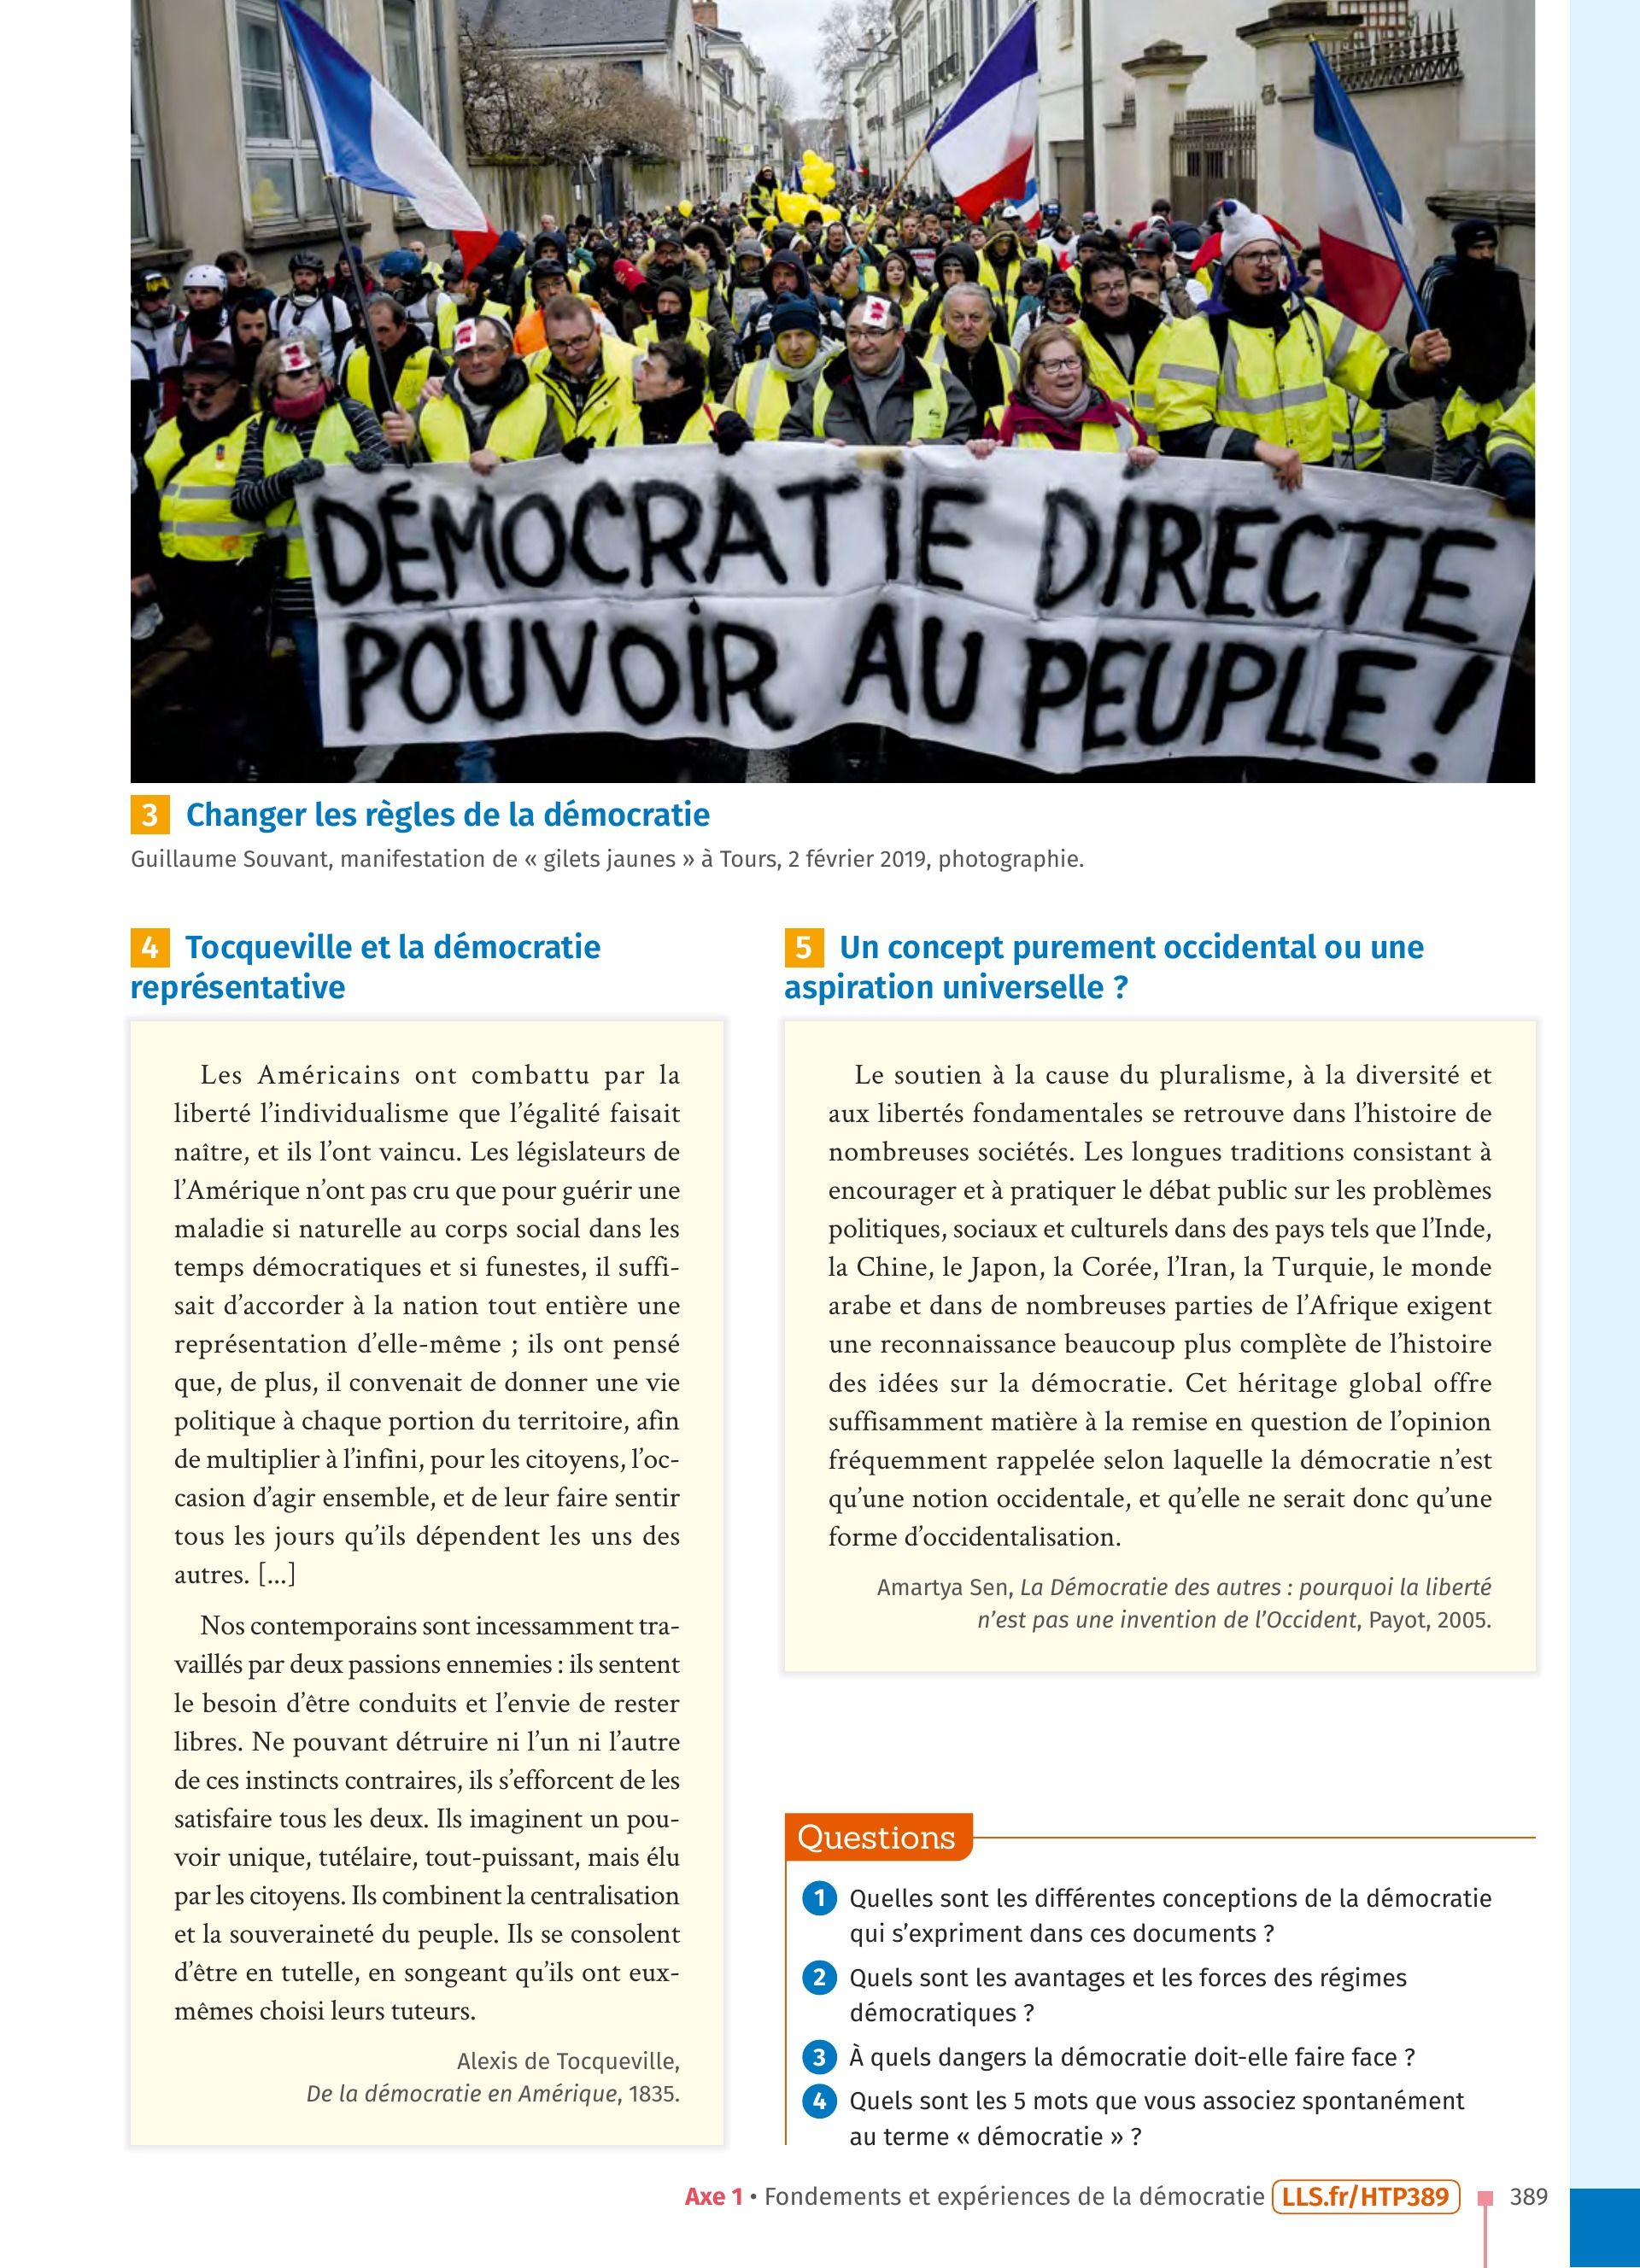 DÉMOCRATIE DIRECTE
POUVOIR AU PEUPLE !
3 Changer les règles de la démocratie
Guillaume Souvant, manifestation de « gilets jaunes » à Tours, 2 février 2019, photographie.
4 Tocqueville et la démocratie
représentative
Les Américains ont combattu par la
liberté l’individualisme que l’égalité faisait
naître, et ils l’ont vaincu. Les législateurs de
l’Amérique n’ont pas cru que pour guérir une
maladie si naturelle au corps social dans les
temps démocratiques et si funestes, il suffi-
sait d’accorder à la nation tout entière une
représentation d’elle-même ; ils ont pensé
que, de plus, il convenait de donner une vie
politique à chaque portion du territoire, afin
de multiplier à l’infini, pour les citoyens, l’oc-
casion d’agir ensemble, et de leur faire sentir
tous les jours qu’ils dépendent les uns des
autres. [...]
Nos contemporains sont incessamment tra-
vaillés par deux passions ennemies : ils sentent
le besoin d’être conduits et l’envie de rester
libres. Ne pouvant détruire ni l’un ni l’autre
de ces instincts contraires, ils s’efforcent de les
satisfaire tous les deux. Ils imaginent un pou-
voir unique, tutélaire, tout-puissant, mais élu
par les citoyens. Ils combinent la centralisation
et la souveraineté du peuple. Ils se consolent
d’être en tutelle, en songeant qu’ils ont eux-
mêmes choisi leurs tuteurs.
Alexis de Tocqueville,
De la démocratie en Amérique, 1835.
5 Un concept purement occidental ou une
aspiration universelle ?
Le soutien à la cause du pluralisme, à la diversité et
aux libertés fondamentales se retrouve dans l’histoire de
nombreuses sociétés. Les longues traditions consistant à
encourager et à pratiquer le débat public sur les problèmes
politiques, sociaux et culturels dans des pays tels que l’Inde,
la Chine, le Japon, la Corée, l’Iran, la Turquie, le monde
arabe et dans de nombreuses parties de l’Afrique exigent
une reconnaissance beaucoup plus complète de l’histoire
des idées sur la démocratie. Cet héritage global offre
suffisamment matière à la remise en question de l’opinion
fréquemment rappelée selon laquelle la démocratie n’est
qu’une notion occidentale, et qu’elle ne serait donc qu’une
forme d’occidentalisation.
Amartya Sen, La Démocratie des autres : pourquoi la liberté
n’est pas une invention de l’Occident, Payot, 2005.
Questions
1 Quelles sont les différentes conceptions de la démocratie
qui s’expriment dans ces documents ?
2 Quels sont les avantages et les forces des régimes
démocratiques ?
3 À quels dangers la démocratie doit-elle faire face ?
4 Quels sont les 5 mots que vous associez spontanément
au terme « démocratie » ?
Axe 1 • Fondements et expériences de la démocratie LLS.fr/HTP389 389